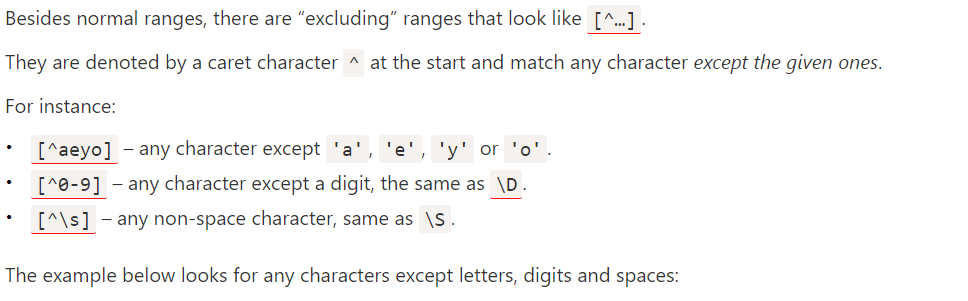 Besides normal ranges, there are “excluding” ranges that look like [^…].
They are denoted by a caret character ^ at the start and match any character except the given ones.
For instance:
• [^aeyo] – any character except 'a', 'e', 'y' or 'o'.
• [^0-9] – any character except a digit, the same as \D.
• [^\s] – any non-space character, same as \S.
The example below looks for any characters except letters, digits and spaces: